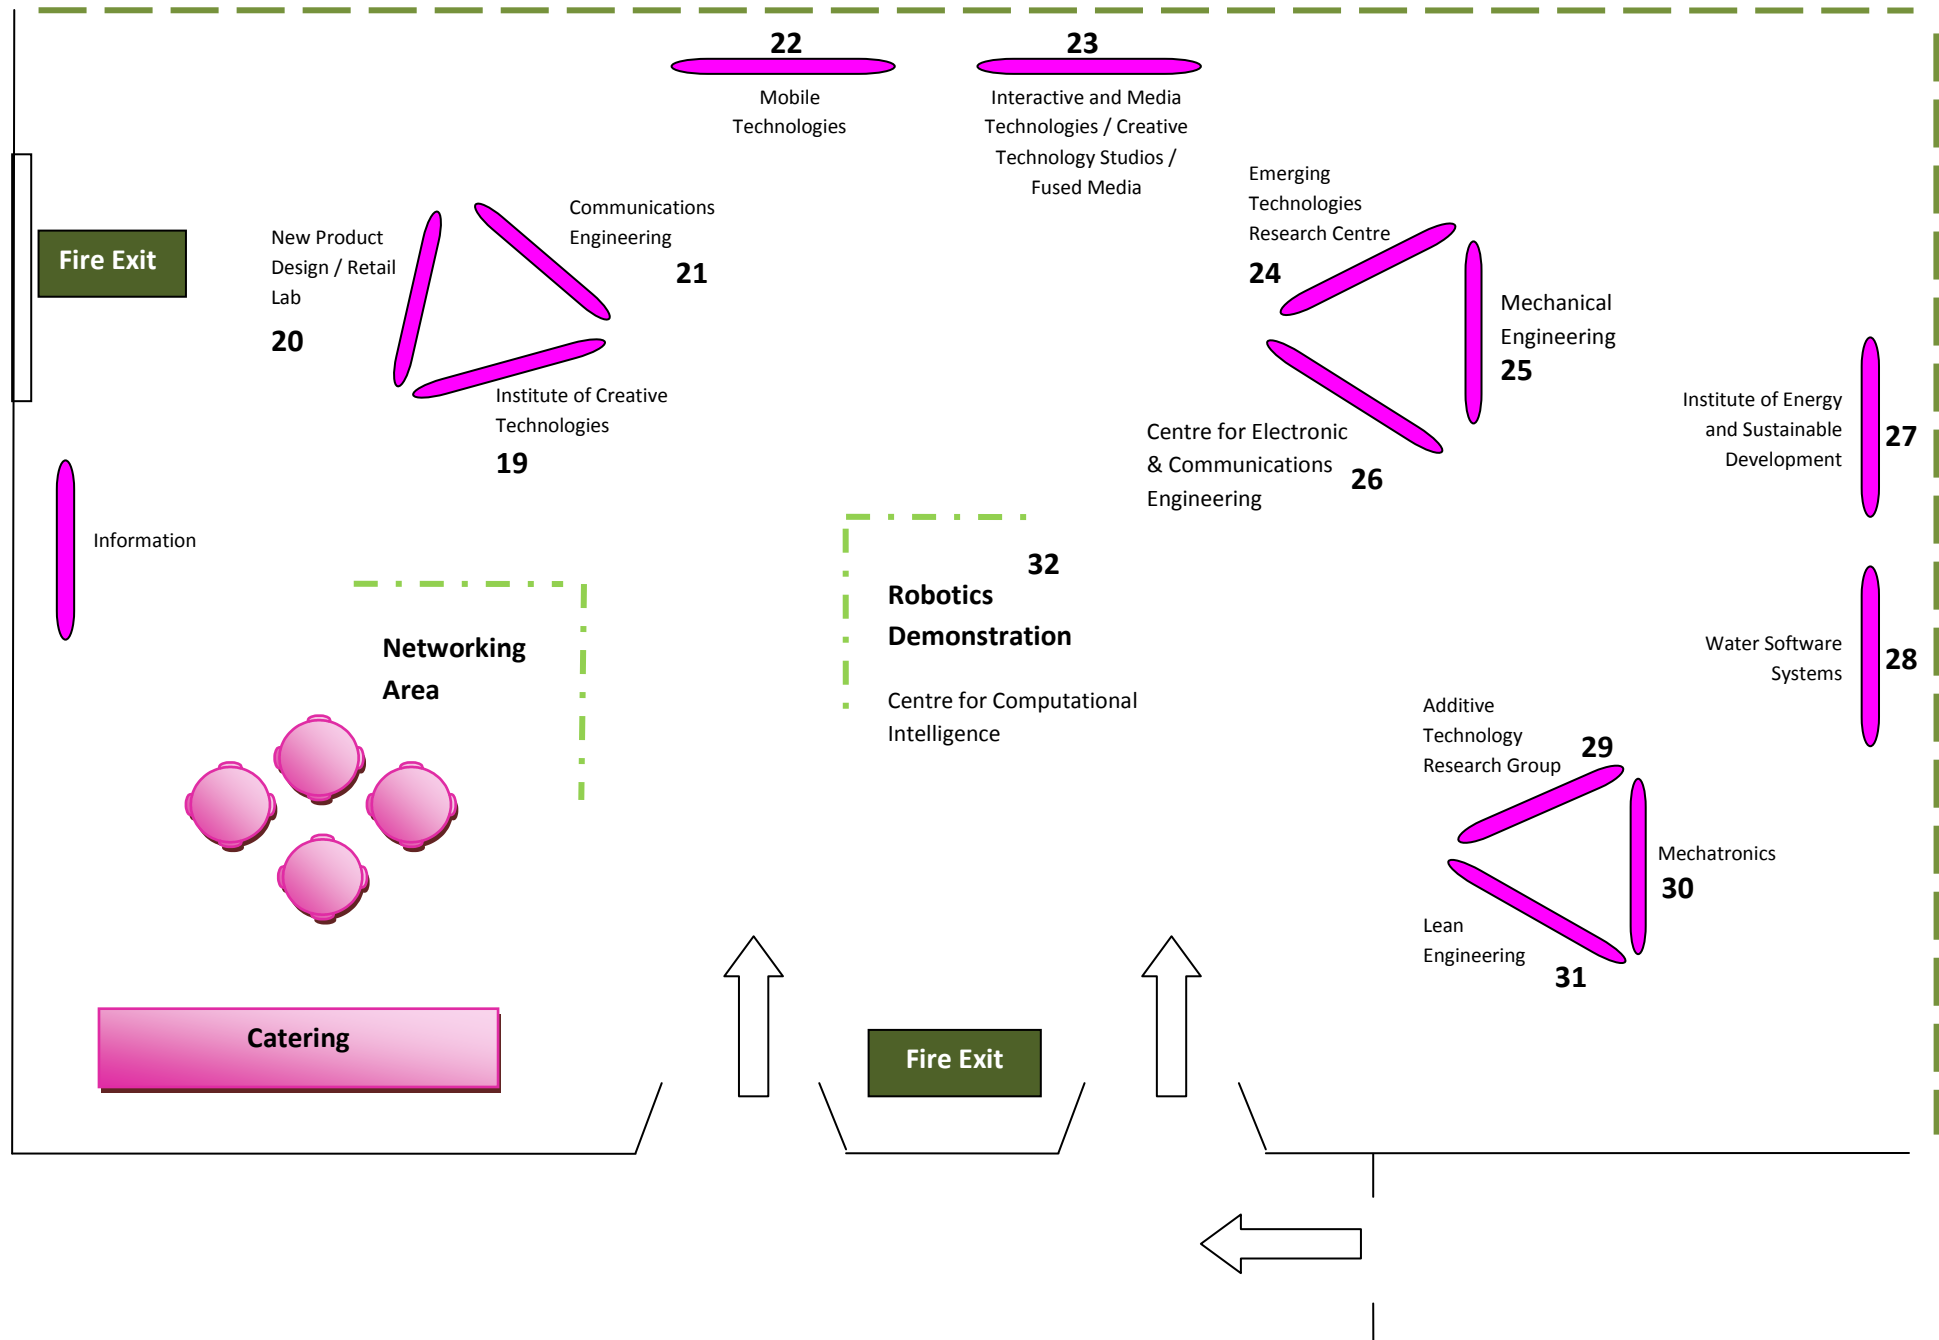 22
Mobile
Technologies
23
Interactive and Media
Technologies / Creative
Technology Studios /
Fused Media
Fire Exit
New Product
Design / Retail
Lab
20
Communications
Engineering
21
Institute of Creative
Technologies
19
Emerging
Technologies
Research Centre
24
Mechanical
Engineering
25
Centre for Electronic
& Communications
Engineering
26
Institute of Energy
and Sustainable
Development
27
Information
Networking
Area
32
Robotics
Demonstration
Centre for Computational
Intelligence
Water Software
Systems
28
Additive
Technology
Research Group
29
Mechatronics
30
Lean
Engineering
31
Catering
Fire Exit